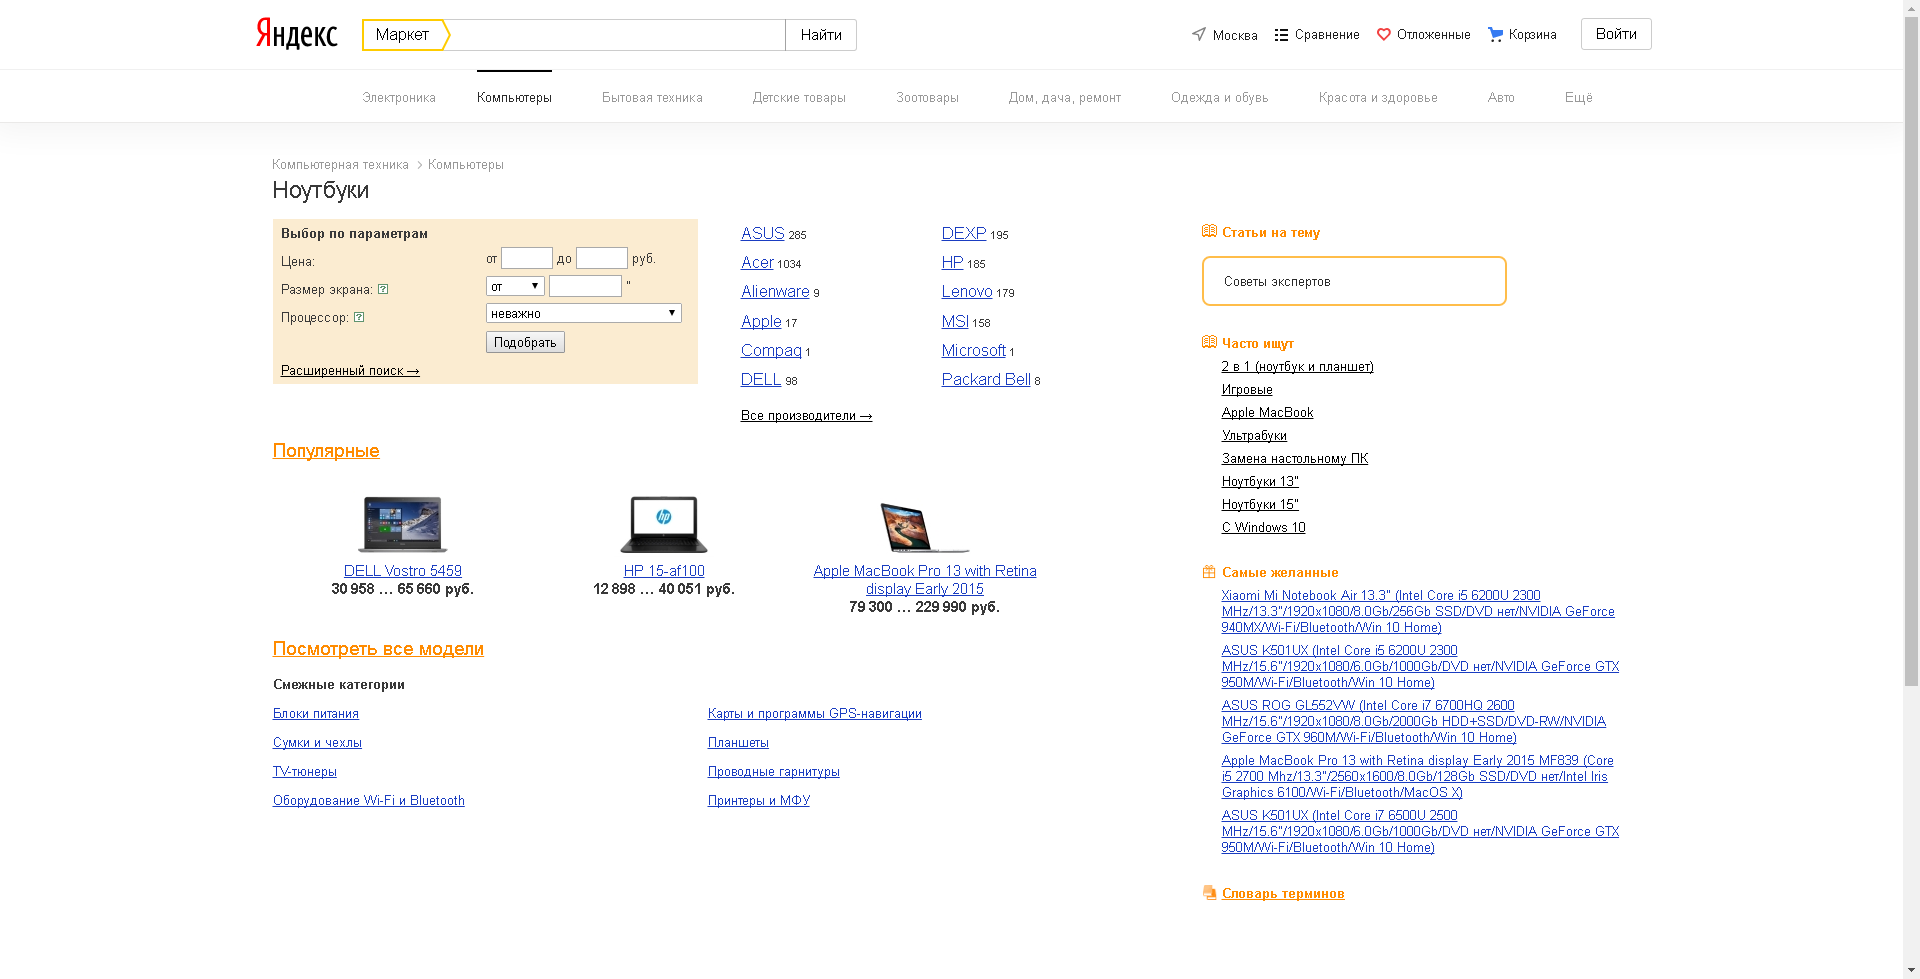 Яндекс Маркет Найти Москва Сравнение Отложенные Корзина Войти
Электроника Компьютеры Бытовая техника Детские товары Зоотовары Дом, дача, ремонт Одежда и обувь Красота и здоровье Авто Ещё
Компьютерная техника > Компьютеры
Ноутбуки
Выбор по параметрам
Цена: от до руб.
Размер экрана: ? от "
Процессор: ? неважно
Подобрать
Расширенный поиск →
ASUS 285
Acer 1034
Alienware 9
Apple 17
Compaq 1
DELL 98
DEXP 195
HP 185
Lenovo 179
MSI 158
Microsoft 1
Packard Bell 8
Все производители →
Популярные
DELL Vostro 5459
30 958 ... 65 660 руб.
hp
HP 15-af100
12 898 ... 40 051 руб.
Apple MacBook Pro 13 with Retina
display Early 2015
79 300 ... 229 990 руб.
Посмотреть все модели
Смежные категории
Блоки питания
Сумки и чехлы
TV-тюнеры
Оборудование Wi-Fi и Bluetooth
Карты и программы GPS-навигации
Планшеты
Проводные гарнитуры
Принтеры и МФУ
Статьи на тему
Советы экспертов
Часто ищут
2 в 1 (ноутбук и планшет)
Игровые
Apple MacBook
Ультрабуки
Замена настольному ПК
Ноутбуки 13"
Ноутбуки 15"
С Windows 10
Самые желанные
Xiaomi Mi Notebook Air 13.3" (Intel Core i5 6200U 2300
MHz/13.3"/1920x1080/8.0Gb/256Gb SSD/DVD нет/NVIDIA GeForce
940MX/Wi-Fi/Bluetooth/Win 10 Home)
ASUS K501UX (Intel Core i5 6200U 2300
MHz/15.6"/1920x1080/6.0Gb/1000Gb/DVD нет/NVIDIA GeForce GTX
950M/Wi-Fi/Bluetooth/Win 10 Home)
ASUS ROG GL552VW (Intel Core i7 6700HQ 2600
MHz/15.6"/1920x1080/8.0Gb/2000Gb HDD+SSD/DVD-RW/NVIDIA
GeForce GTX 960M/Wi-Fi/Bluetooth/Win 10 Home)
Apple MacBook Pro 13 with Retina display Early 2015 MF839 (Core
i5 2700 Mhz/13.3"/2560x1600/8.0Gb/128Gb SSD/DVD нет/Intel Iris
Graphics 6100/Wi-Fi/Bluetooth/MacOS X)
ASUS K501UX (Intel Core i7 6500U 2500
MHz/15.6"/1920x1080/6.0Gb/1000Gb/DVD нет/NVIDIA GeForce GTX
950M/Wi-Fi/Bluetooth/Win 10 Home)
Словарь терминов